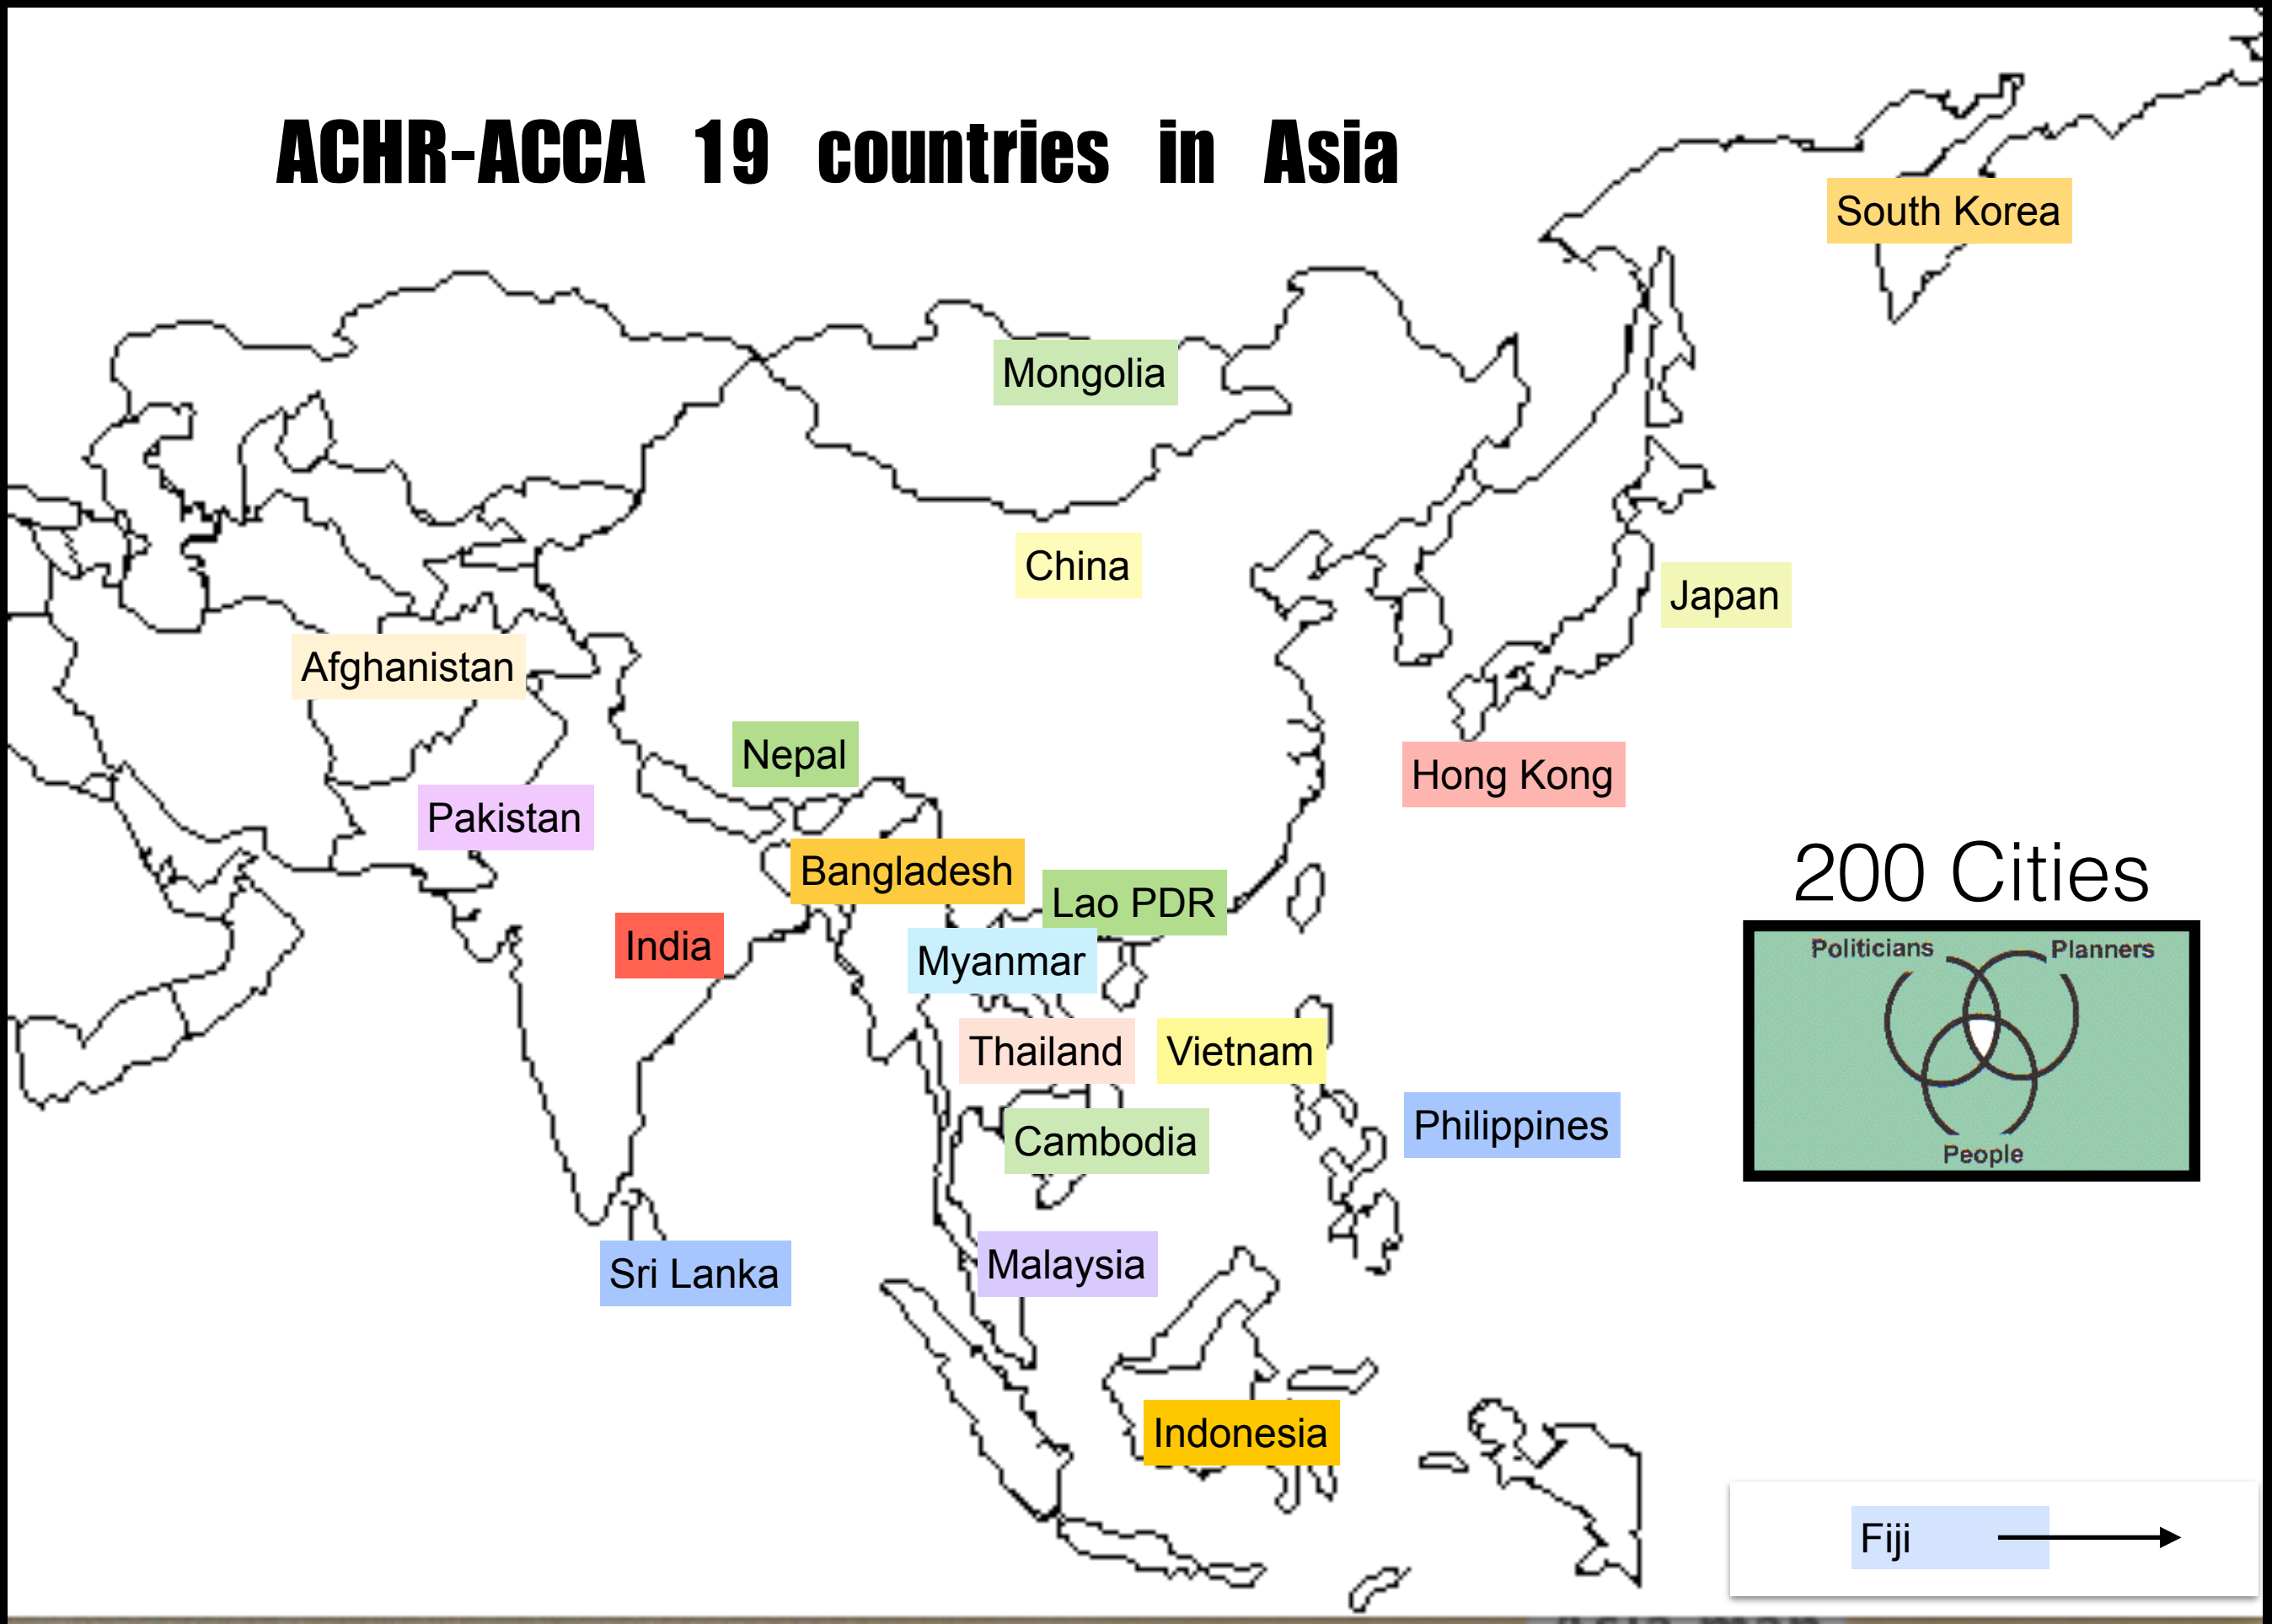 ACHR-ACCA 19 countries in Asia
South Korea
Mongolia
China
Japan
Afghanistan
Nepal
Hong Kong
Pakistan
200 Cities
Bangladesh
Lao PDR
India
Myanmar
Politicians
Planners
Thailand
Vietnam
Philippines
Cambodia
People
Malaysia
Sri Lanka
Indonesia
Fiji